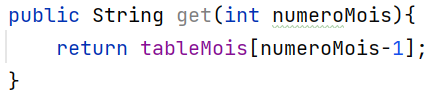 public String get(int numeroMois){
    return tableMois[numeroMois-1];
}